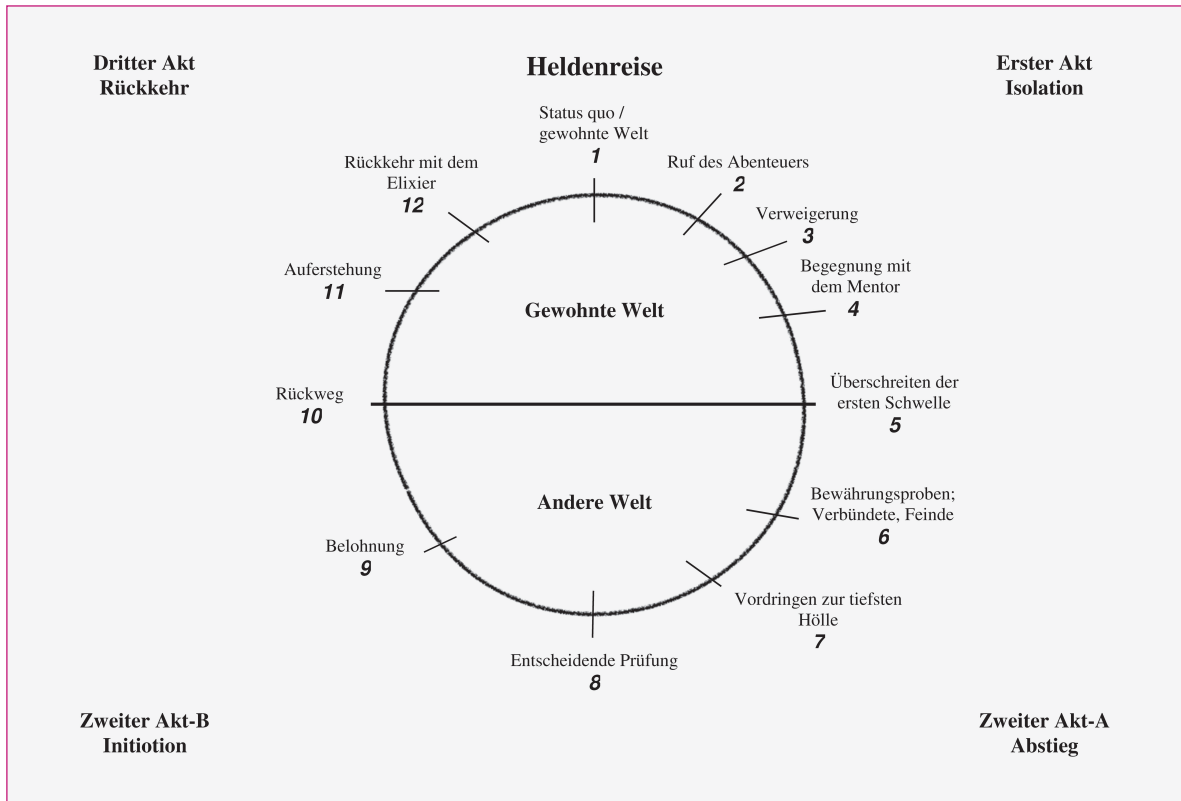 Heldenreise
Dritter Akt
Rückkehr
Erster Akt
Isolation
Status quo /
gewohnte Welt
1
Ruf des Abenteuers
2
Verweigerung
3
Begegnung mit
dem Mentor
4
Überschreiten der
ersten Schwelle
5
Bewährungsproben;
Verbündete, Feinde
6
Vordringen zur tiefsten
Hölle
7
Entscheidende Prüfung
8
Belohnung
9
Rückweg
10
Auferstehung
11
Rückkehr mit dem
Elixier
12
Gewohnte Welt
Andere Welt
Zweiter Akt-B
Initiotion
Zweiter Akt-A
Abstieg